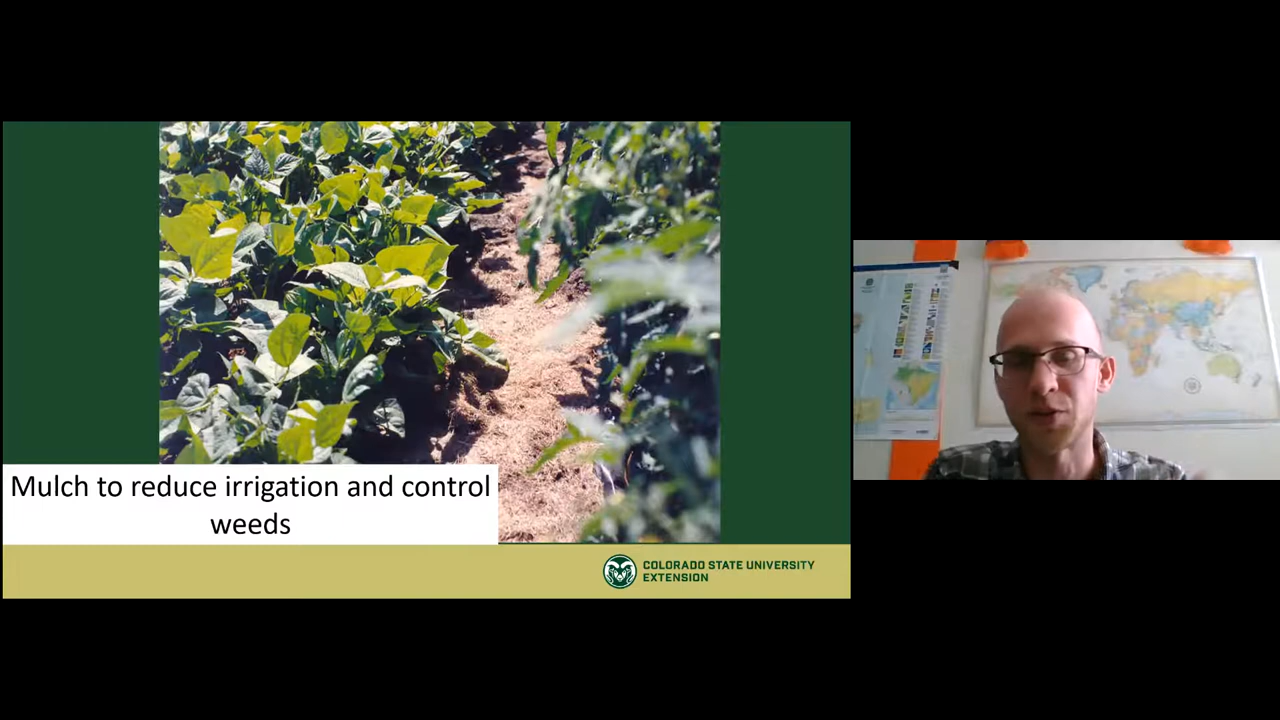 Mulch to reduce irrigation and control
weeds
COLORADO STATE UNIVERSITY
EXTENSION